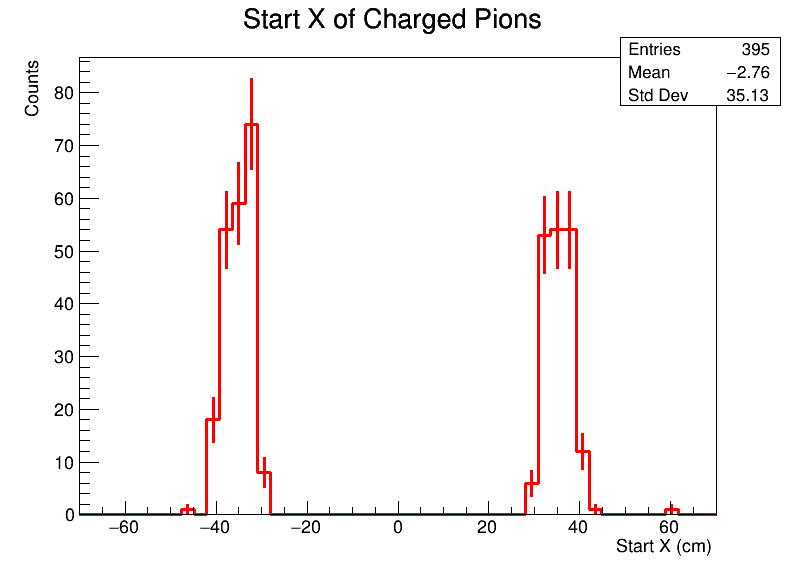 Start X of Charged Pions
Entries 395
Mean −2.76
Std Dev 35.13
Counts
80
70
60
50
40
30
20
10
0
−60 −40 −20 0 20 40 60
Start X (cm)